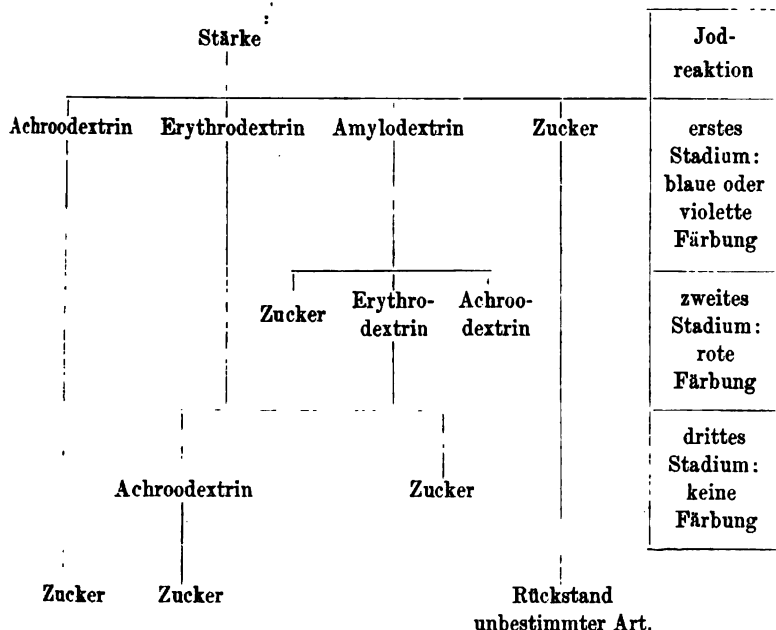 Stärke
Achroodextrin Erythrodextrin Amylodextrin Zucker
Zucker Erythro- Achroo-
dextrin dextrin
Achroodextrin Zucker
Zucker Zucker Rückstand
unbestimmter Art.
Jod-
reaktion
erstes
Stadium:
blaue oder
violette
Färbung
zweites
Stadium:
rote
Färbung
drittes
Stadium:
keine
Färbung